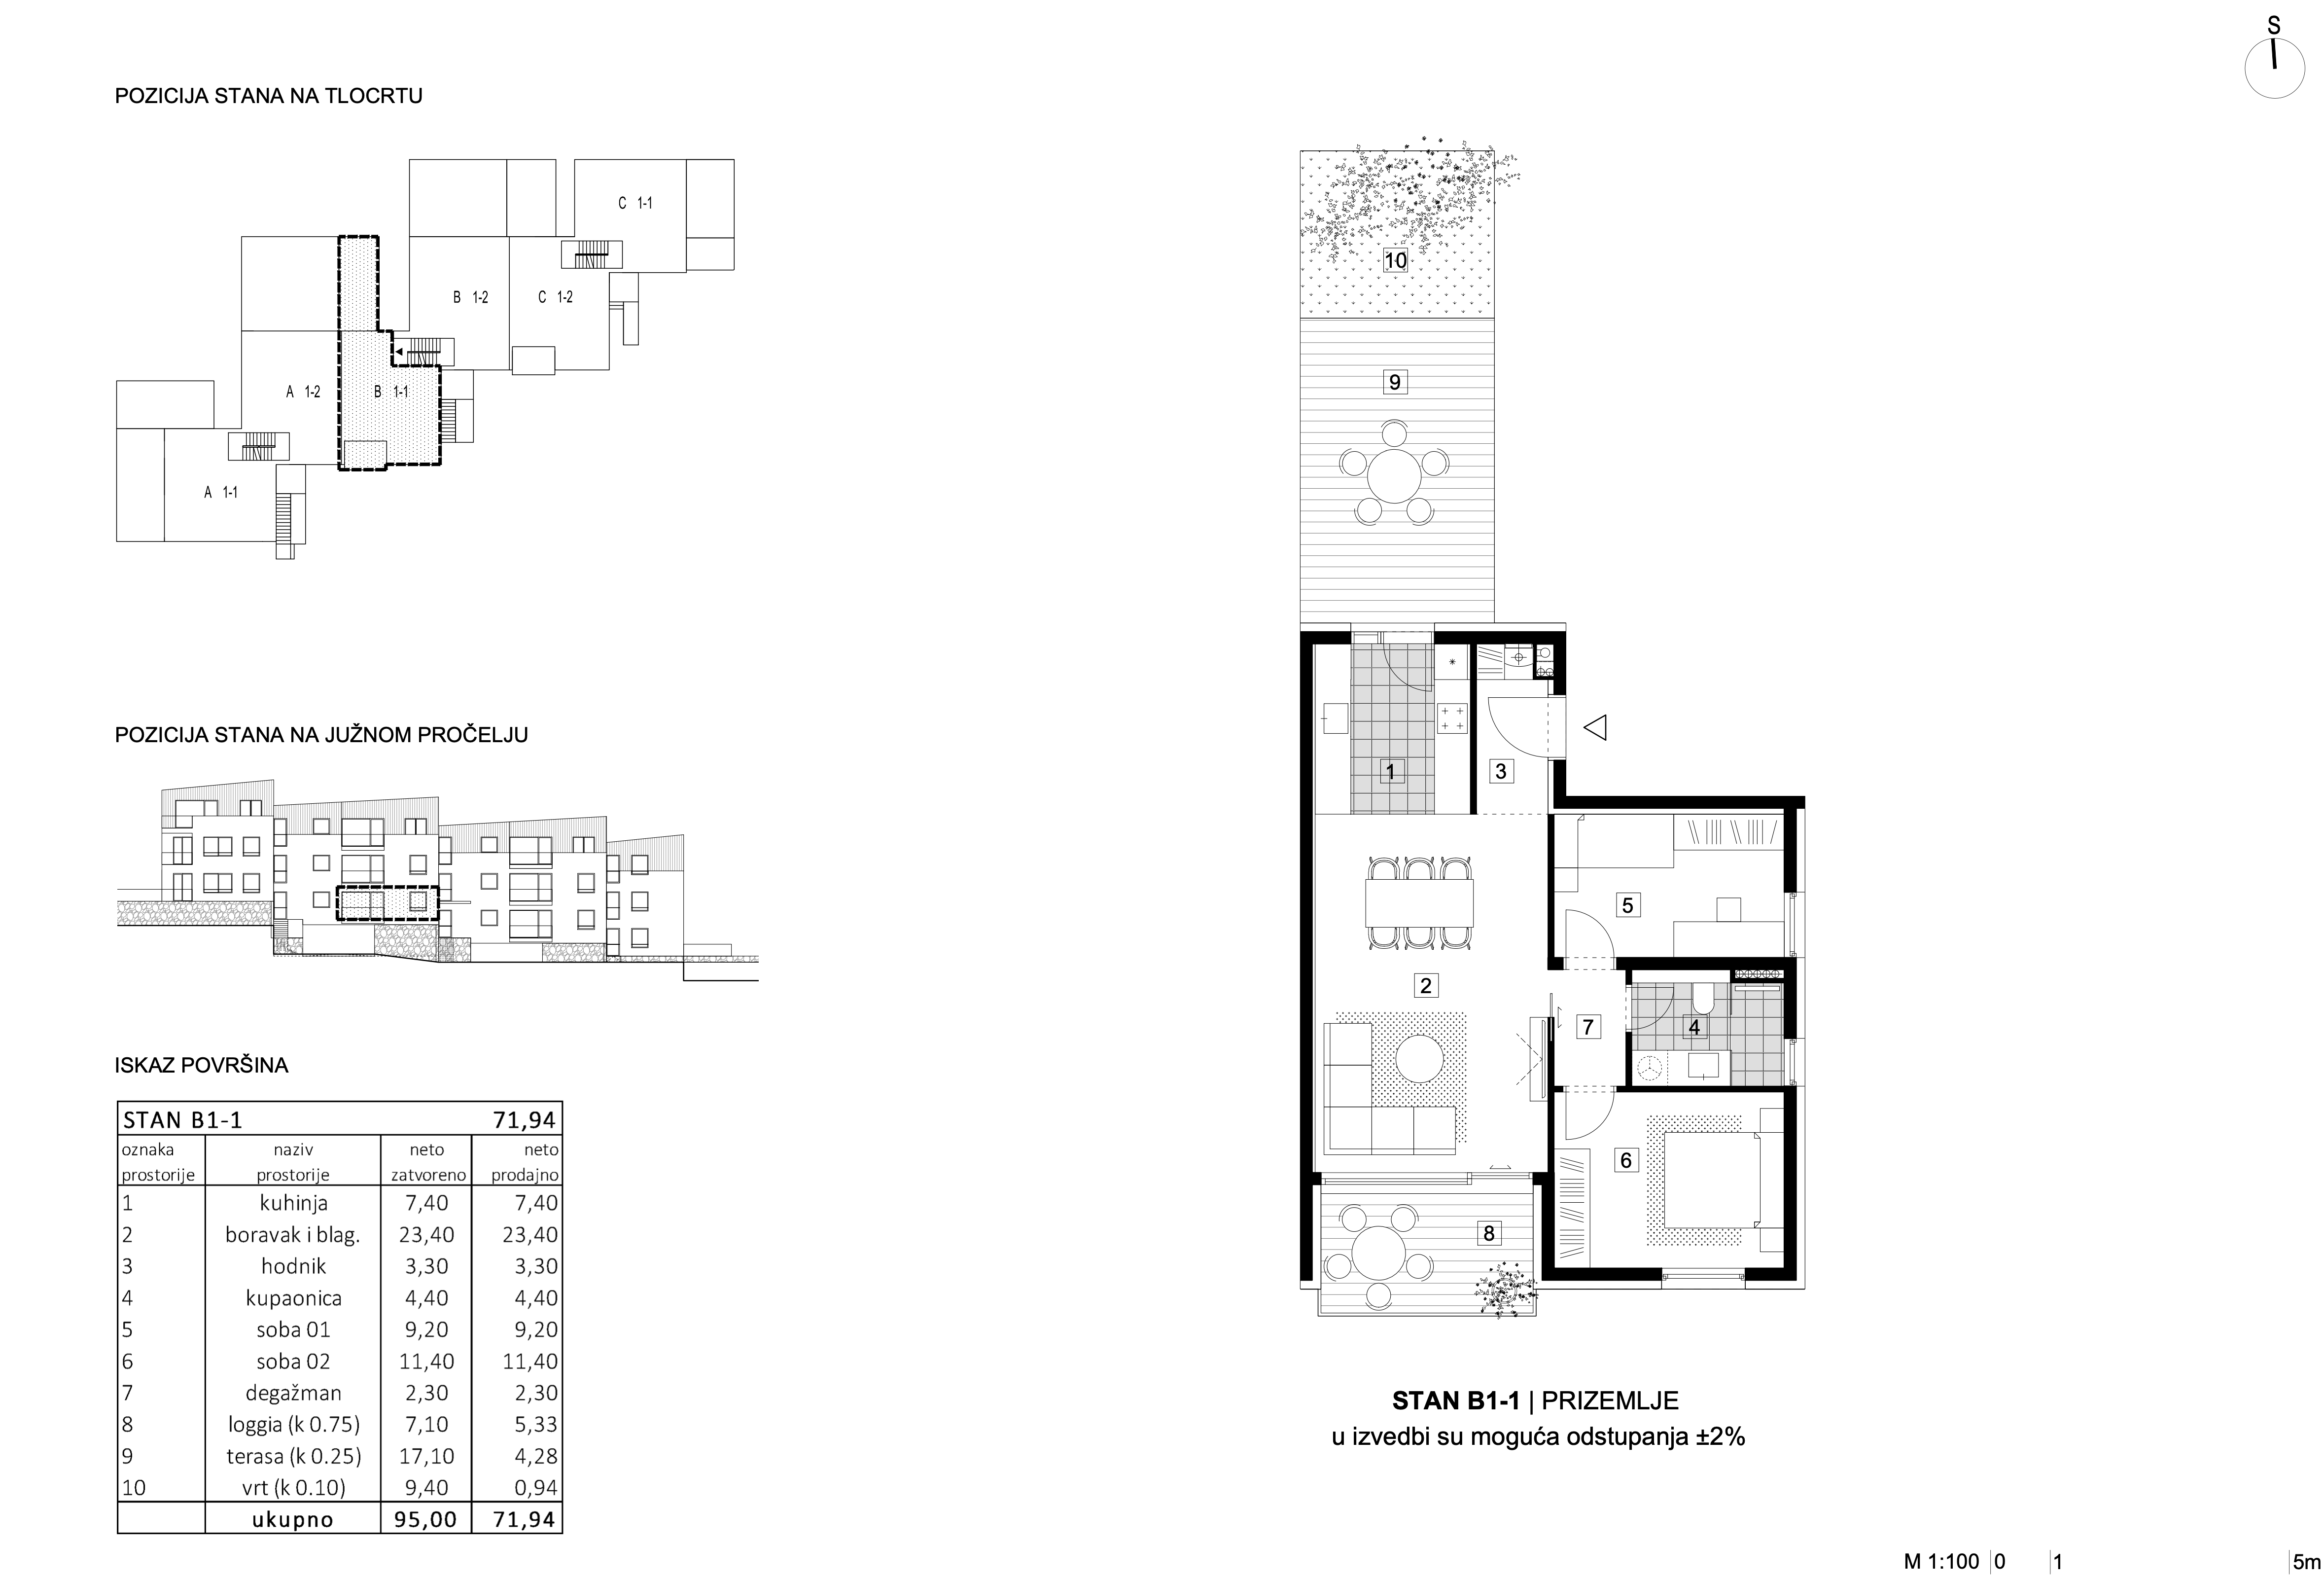 S
POZICIJA STANA NA TLOCRTU
C 1-1
B 1-2
C 1-2
A 1-2
B 1-1
A 1-1
POZICIJA STANA NA JUŽNOM PROČELJU
ISKAZ POVRŠINA
STAN B1-1 71,94
oznaka prostorije naziv prostorije neto zatvoreno neto prodajno
1 kuhinja 7,40 7,40
2 boravak i blag. 23,40 23,40
3 hodnik 3,30 3,30
4 kupaonica 4,40 4,40
5 soba 01 9,20 9,20
6 soba 02 11,40 11,40
7 degažman 2,30 2,30
8 loggia (k 0.75) 7,10 5,33
9 terasa (k 0.25) 17,10 4,28
10 vrt (k 0.10) 9,40 0,94
ukupno 95,00 71,94
10
9
1
3
5
2
7
4
6
8
STAN B1-1 | PRIZEMLJE
u izvedbi su moguća odstupanja ±2%
M 1:100 0 1 5m